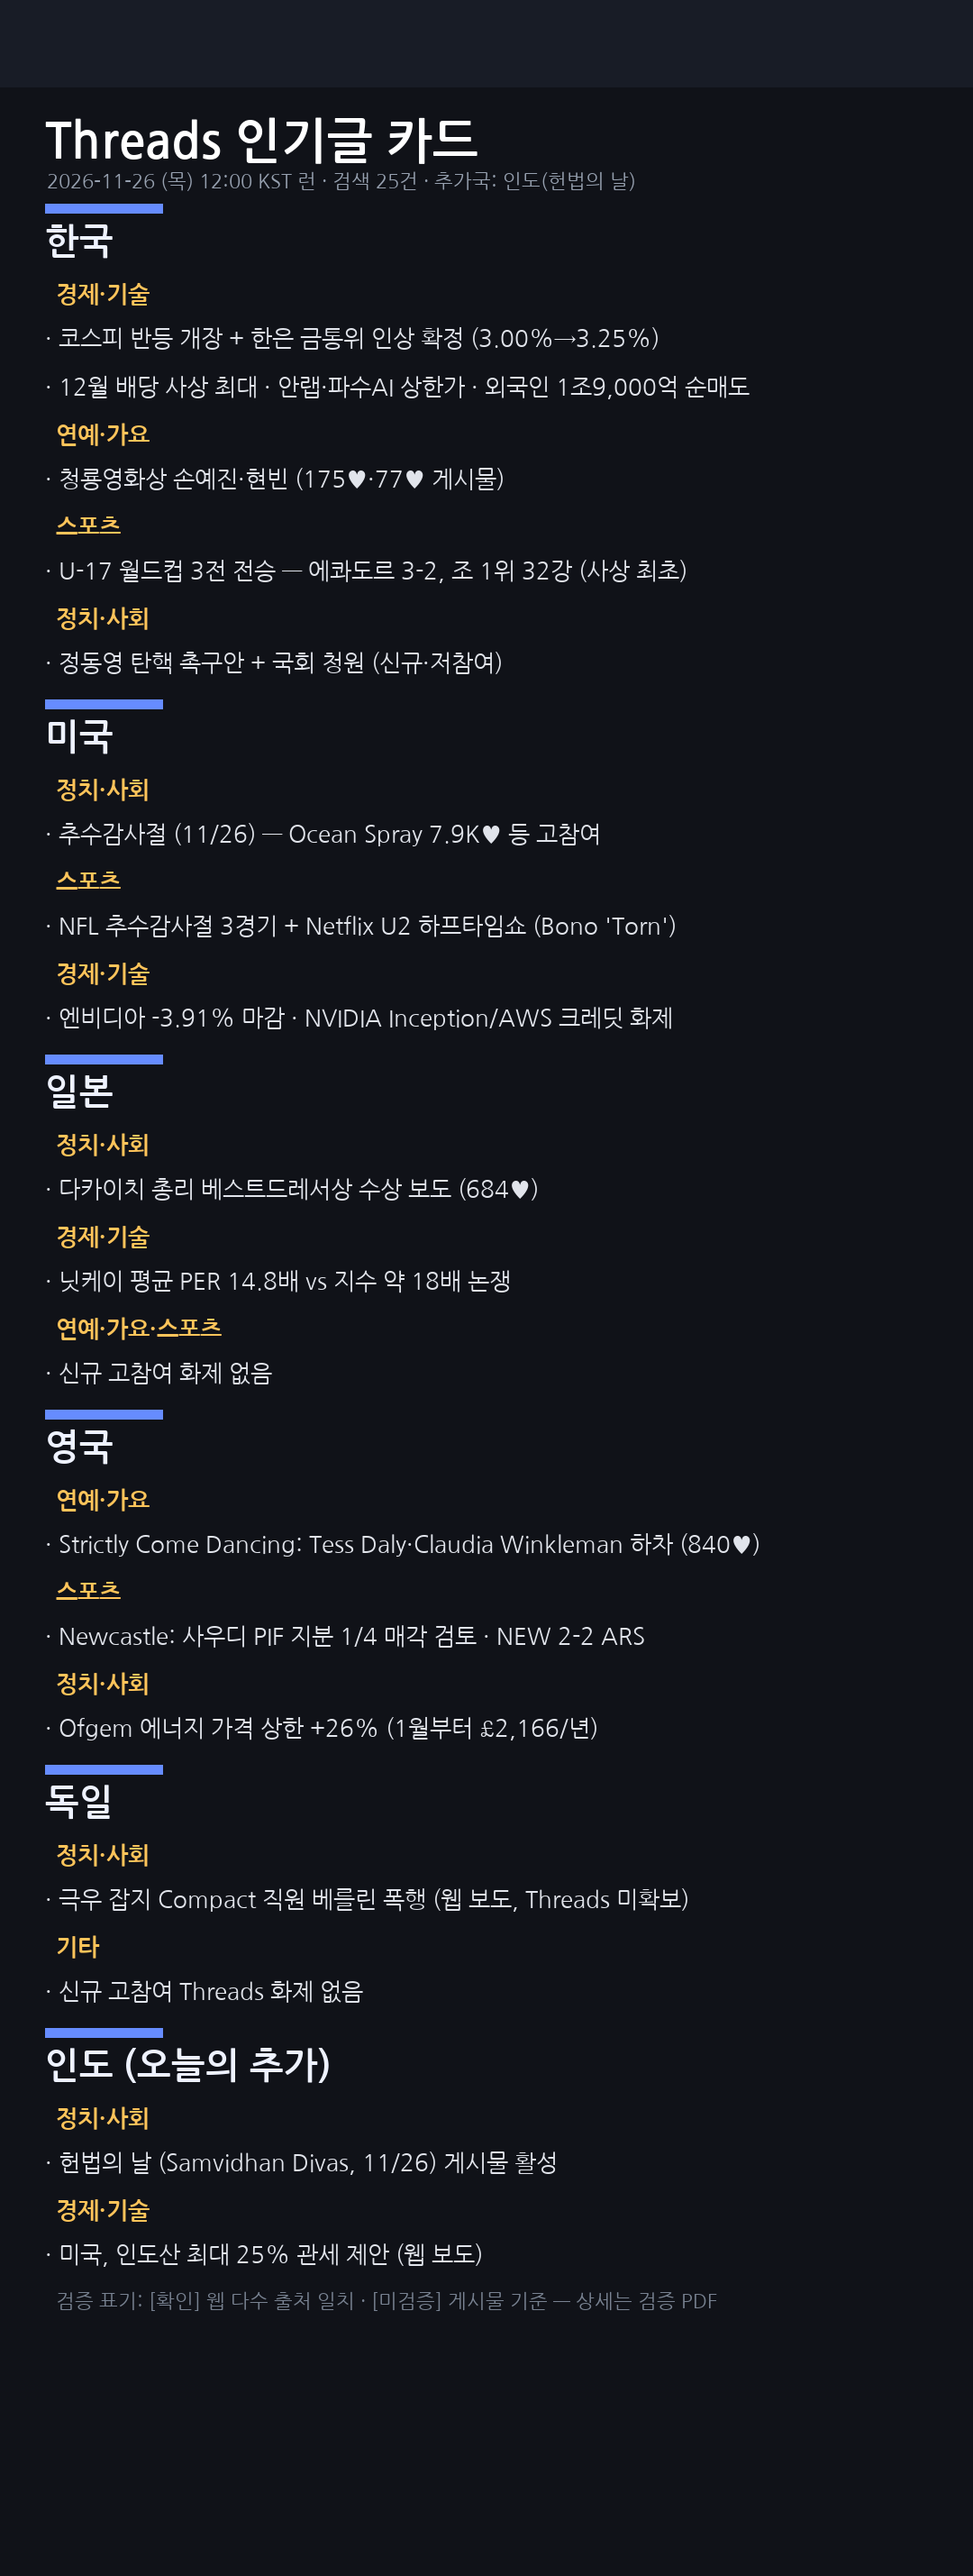 Threads 인기글 카드
2026-11-26 (목) 12:00 KST 런 · 검색 25건 · 추가국: 인도(헌법의 날)
한국
경제·기술
· 코스피 반등 개장 + 한은 금통위 인상 확정 (3.00%→3.25%)
· 12월 배당 사상 최대 · 안랩·파수AI 상한가 · 외국인 1조9,000억 순매도
연예·가요
· 청룡영화상 손예진·현빈 (175♥·77♥ 게시물)
스포츠
· U-17 월드컵 3전 전승 — 에콰도르 3-2, 조 1위 32강 (사상 최초)
정치·사회
· 정동영 탄핵 촉구안 + 국회 청원 (신규·저참여)
미국
정치·사회
· 추수감사절 (11/26) — Ocean Spray 7.9K♥ 등 고참여
스포츠
· NFL 추수감사절 3경기 + Netflix U2 하프타임쇼 (Bono 'Torn')
경제·기술
· 엔비디아 -3.91% 마감 · NVIDIA Inception/AWS 크레딧 화제
일본
정치·사회
· 다카이치 총리 베스트드레서상 수상 보도 (684♥)
경제·기술
· 닛케이 평균 PER 14.8배 vs 지수 약 18배 논쟁
연예·가요·스포츠
· 신규 고참여 화제 없음
영국
연예·가요
· Strictly Come Dancing: Tess Daly·Claudia Winkleman 하차 (840♥)
스포츠
· Newcastle: 사우디 PIF 지분 1/4 매각 검토 · NEW 2-2 ARS
정치·사회
· Ofgem 에너지 가격 상한 +26% (1월부터 £2,166/년)
독일
정치·사회
· 극우 잡지 Compact 직원 베를린 폭행 (웹 보도, Threads 미확보)
기타
· 신규 고참여 Threads 화제 없음
인도 (오늘의 추가)
정치·사회
· 헌법의 날 (Samvidhan Divas, 11/26) 게시물 활성
경제·기술
· 미국, 인도산 최대 25% 관세 제안 (웹 보도)
검증 표기: [확인] 웹 다수 출처 일치 · [미검증] 게시물 기준 — 상세는 검증 PDF